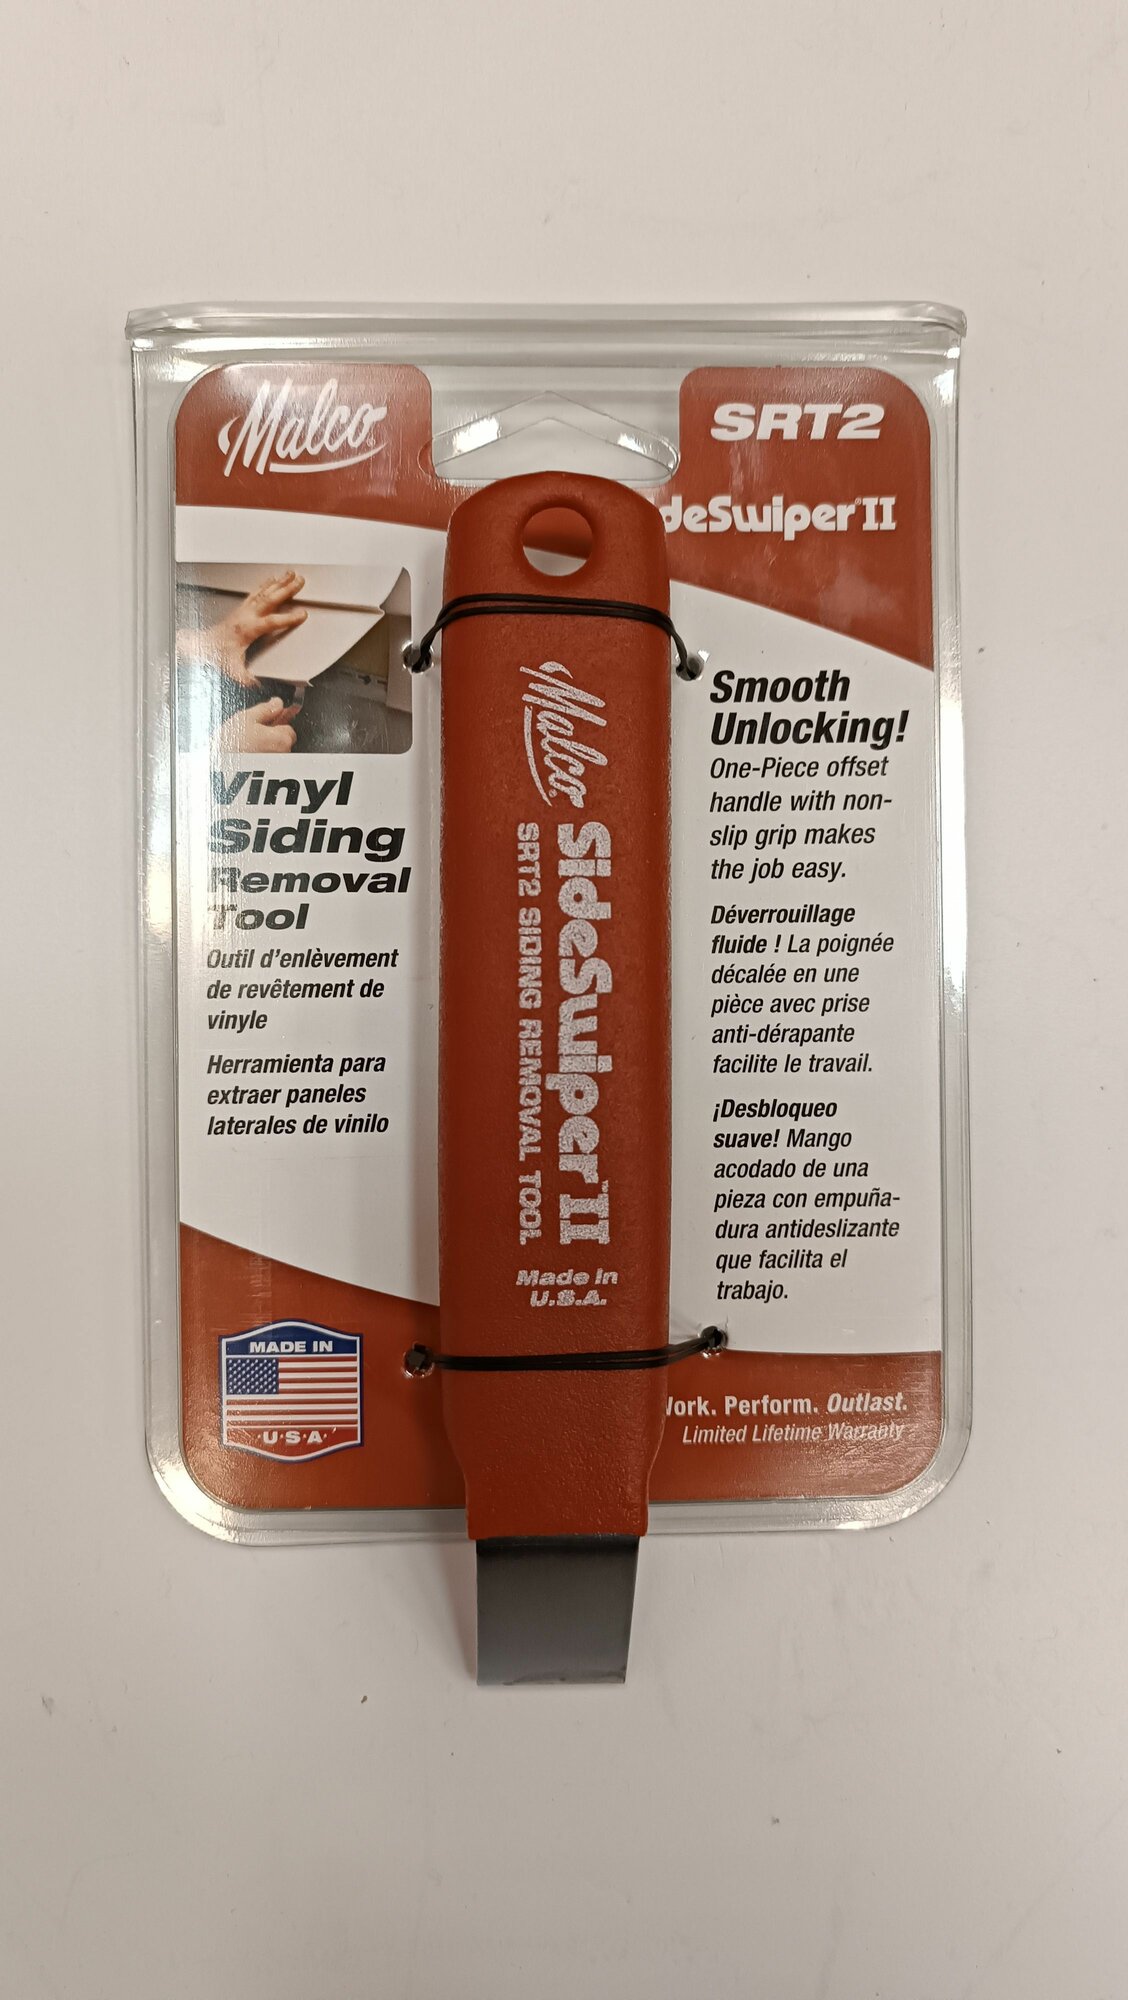 Malco
SRT2
deSwiper® II
Vinyl
Siding
Removal
Tool
Outil d'enlèvement
de revêtement de
vinyle
Herramienta para
extraer paneles
laterales de vinilo
MADE IN
U·S·A
Malco
SideSwiper™ II
SRT2 SIDING REMOVAL TOOL
Made in
U.S.A.
Smooth
Unlocking!
One-Piece offset
handle with non-
slip grip makes
the job easy.
Déverrouillage
fluide ! La poignée
décalée en une
pièce avec prise
anti-dérapante
facilite le travail.
¡Desbloqueo
suave! Mango
acodado de una
pieza con empuña-
dura antideslizante
que facilita el
trabajo.
ork. Perform. Outlast.
Limited Lifetime Warranty